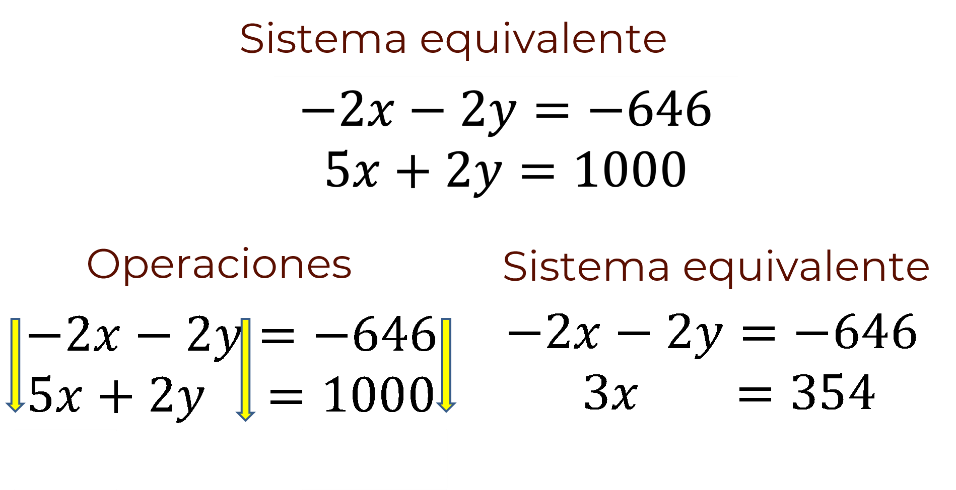 Sistema equivalente
−2x − 2y = −646
5x + 2y = 1000
Operaciones
−2x − 2y = −646
5x + 2y = 1000
Sistema equivalente
−2x − 2y = −646
3x = 354